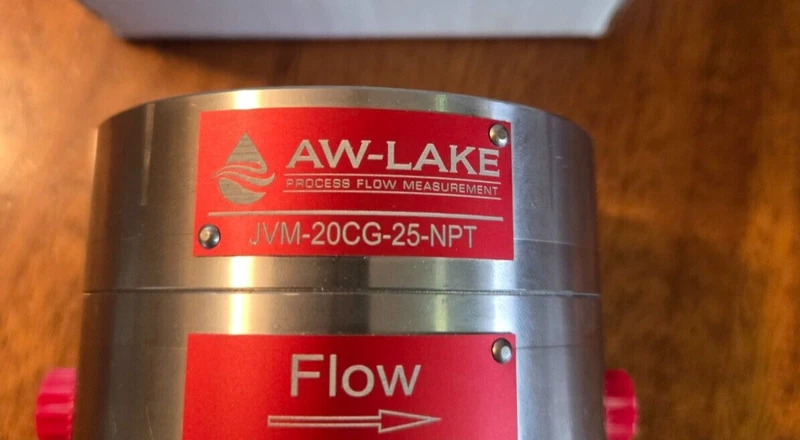 AW-LAKE
PROCESS FLOW MEASUREMENT
JVM-20CG-25-NPT
Flow